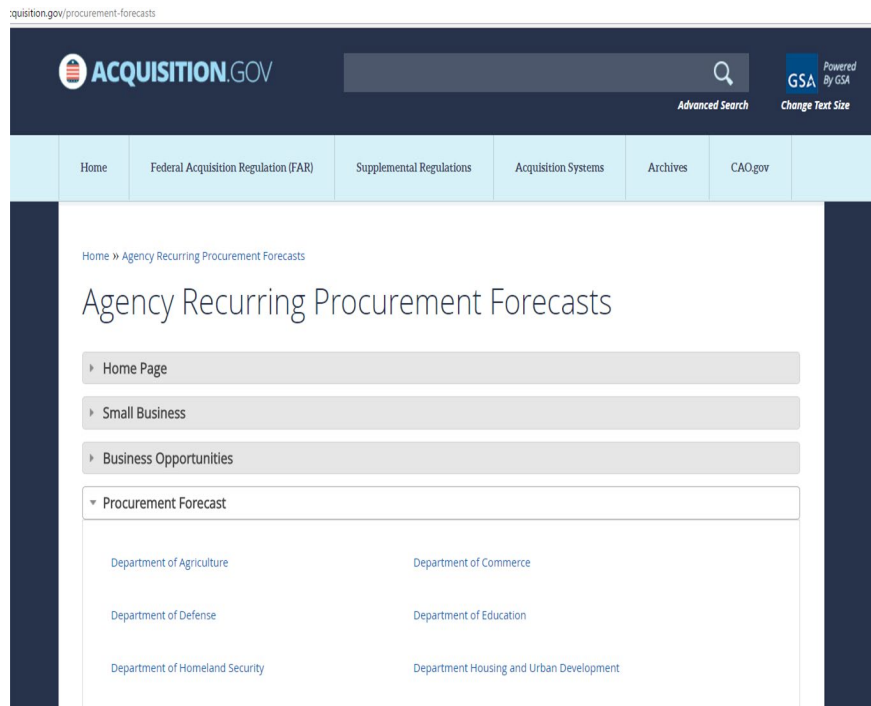 cquisition.gov/procurement-forecasts
ACQUISITION.GOV
GSA Powered By GSA
Advanced Search Change Text Size
Home Federal Acquisition Regulation (FAR) Supplemental Regulations Acquisition Systems Archives CAO.gov
Home » Agency Recurring Procurement Forecasts
Agency Recurring Procurement Forecasts
Home Page
Small Business
Business Opportunities
Procurement Forecast
Department of Agriculture Department of Commerce
Department of Defense Department of Education
Department of Homeland Security Department Housing and Urban Development